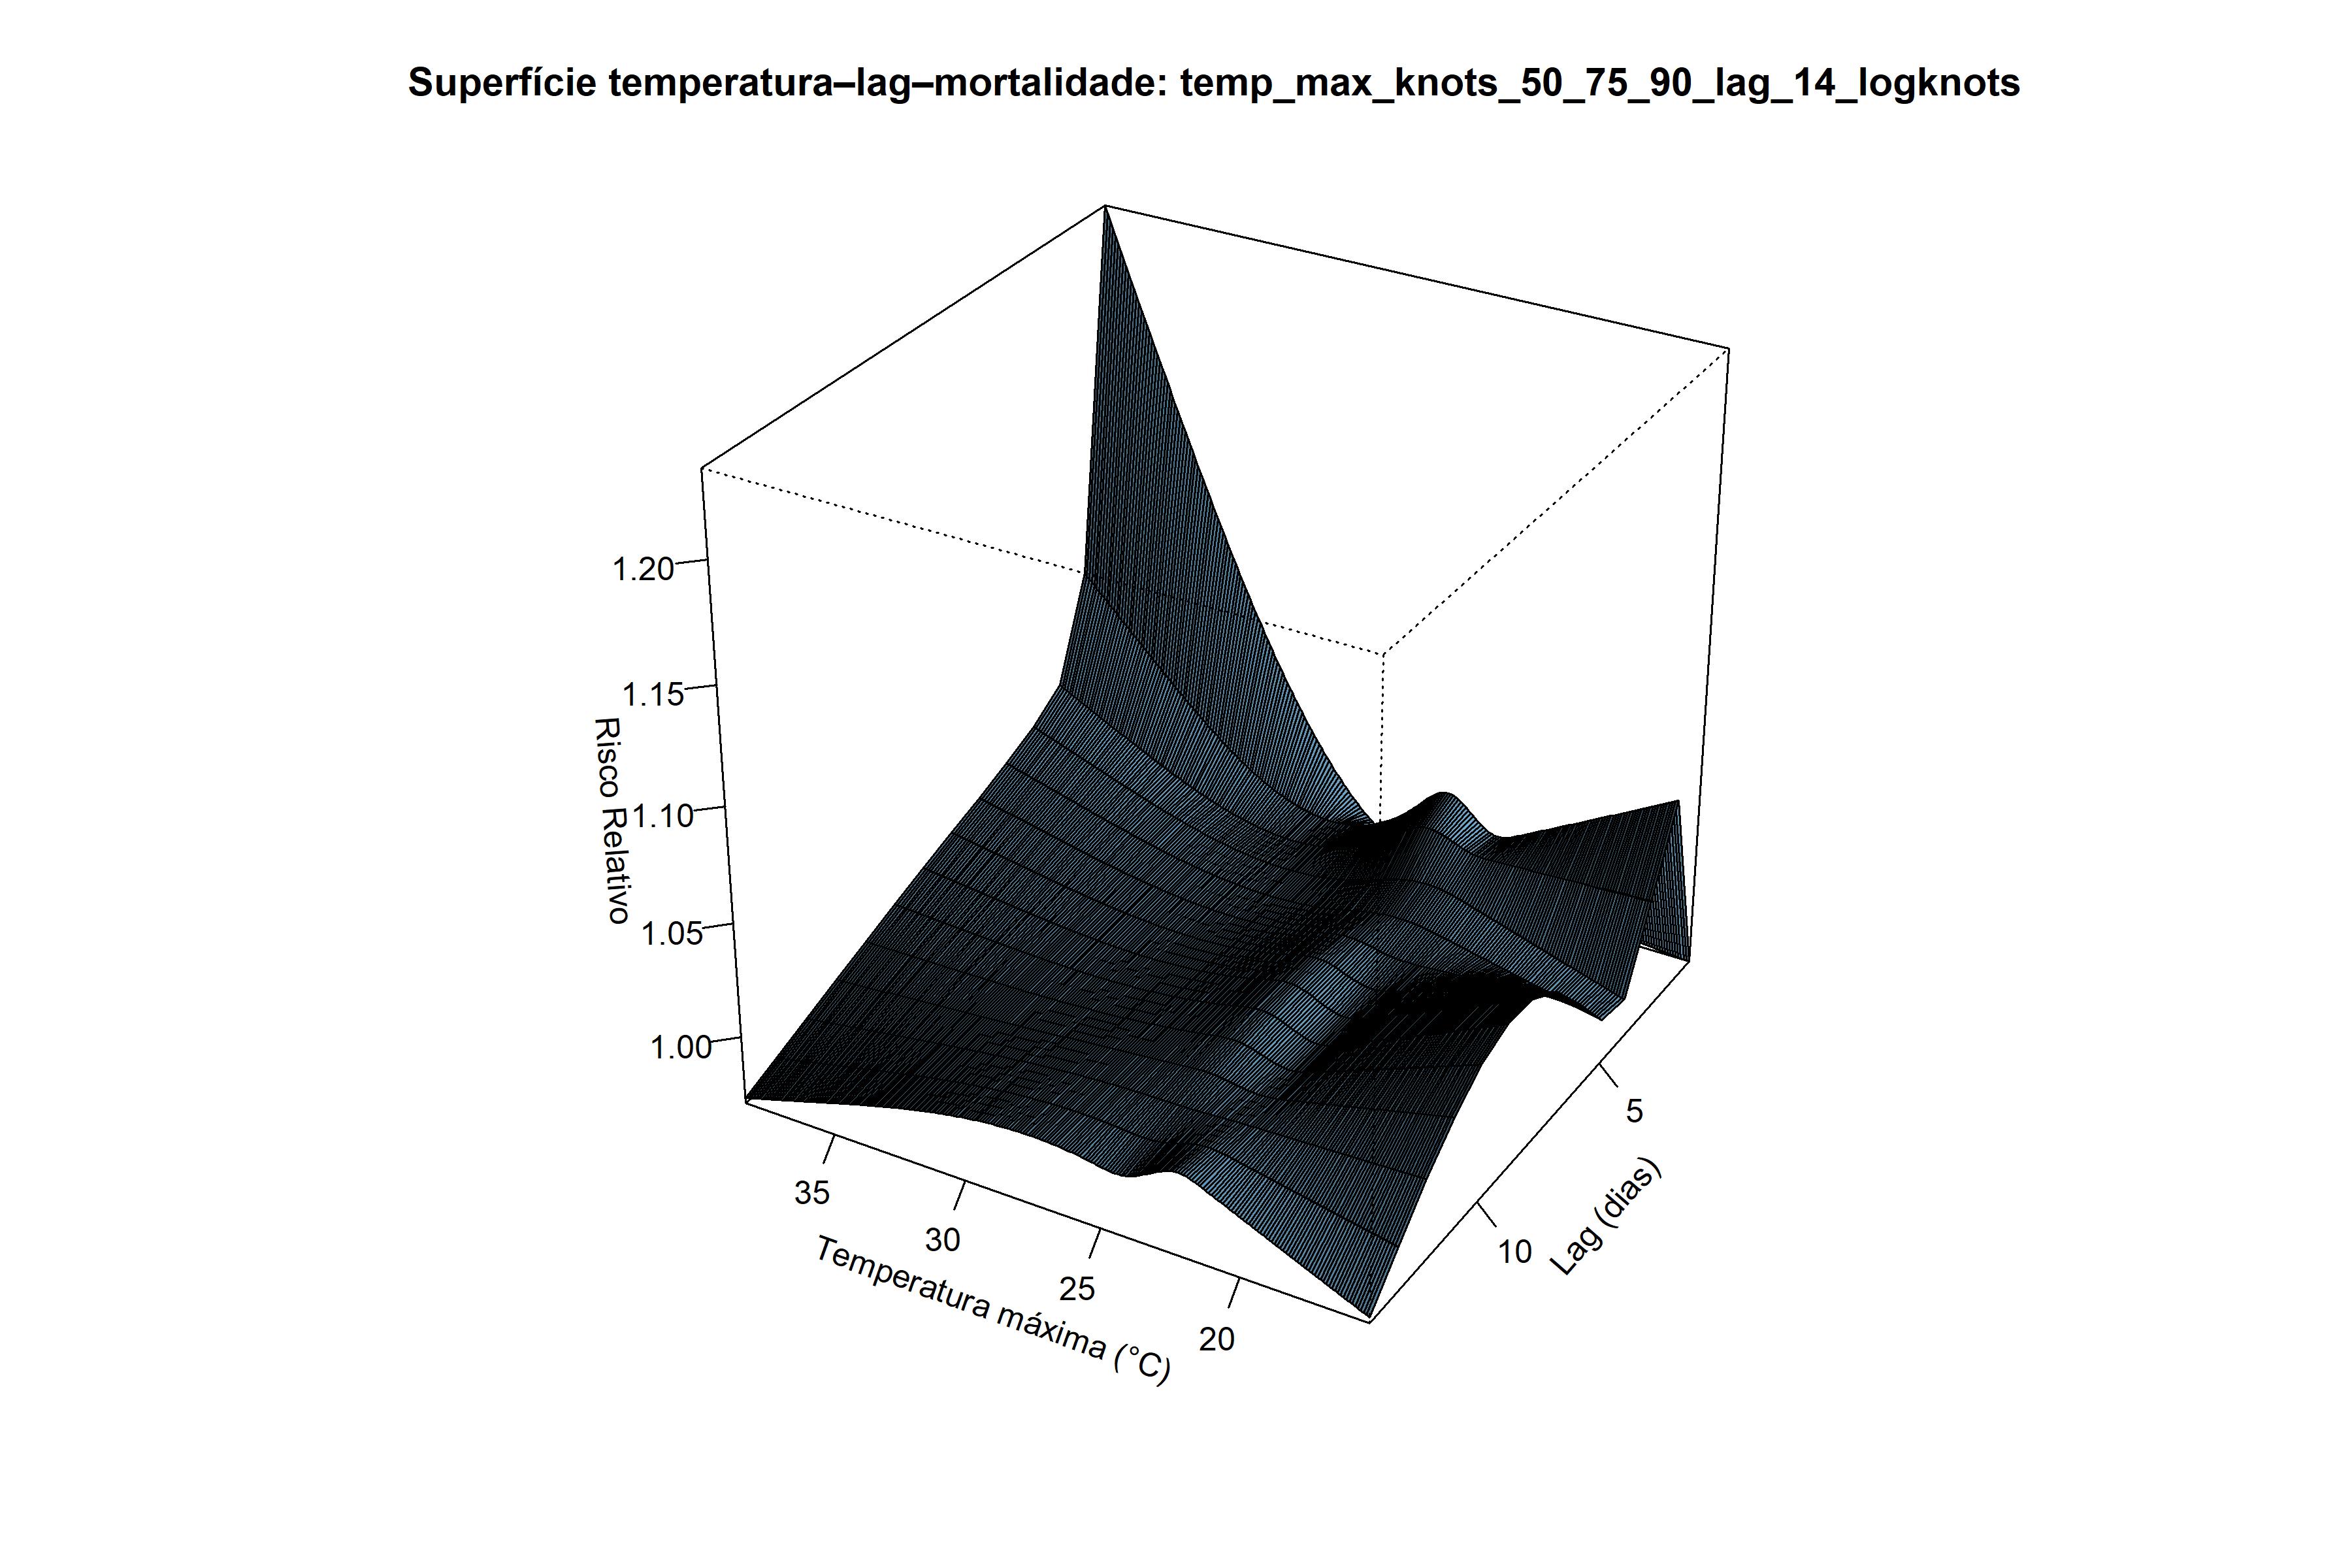 Superfície temperatura–lag–mortalidade: temp_max_knots_50_75_90_lag_14_logknots
1.20
1.15
1.10
1.05
1.00
Risco Relativo
35
30
25
20
Temperatura máxima (°C)
5
10
Lag (dias)